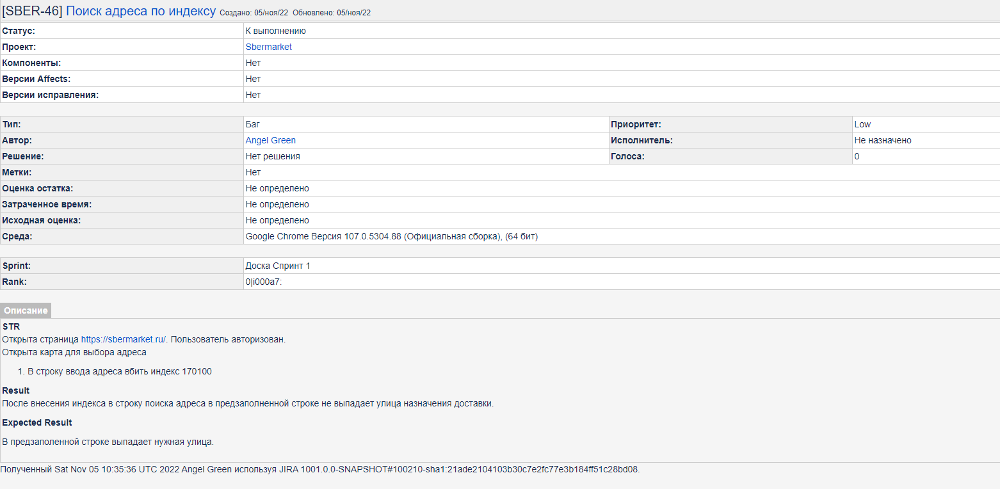 [SBER-46] Поиск адреса по индексу Создано: 05/ноя/22 Обновлено: 05/ноя/22
Статус: К выполнению
Проект: Sbermarket
Компоненты: Нет
Версии Affects: Нет
Версии исправления: Нет
Тип: Баг Приоритет: Low
Автор: Angel Green Исполнитель: Не назначено
Решение: Нет решения Голоса: 0
Метки: Нет
Оценка остатка: Не определено
Затраченное время: Не определено
Исходная оценка: Не определено
Среда: Google Chrome Версия 107.0.5304.88 (Официальная сборка), (64 бит)
Sprint: Доска Спринт 1
Rank: 0|i000a7:
Описание
STR
Открыта страница https://sbermarket.ru/. Пользователь авторизован.
Открыта карта для выбора адреса
1. В строку ввода адреса вбить индекс 170100
Result
После внесения индекса в строку поиска адреса в предзаполненной строке не выпадает улица назначения доставки.
Expected Result
В предзаполенной строке выпадает нужная улица.
Полученный Sat Nov 05 10:35:36 UTC 2022 Angel Green используя JIRA 1001.0.0-SNAPSHOT#100210-sha1:21ade2104103b30c7e2fc77e3b184ff51c28bd08.